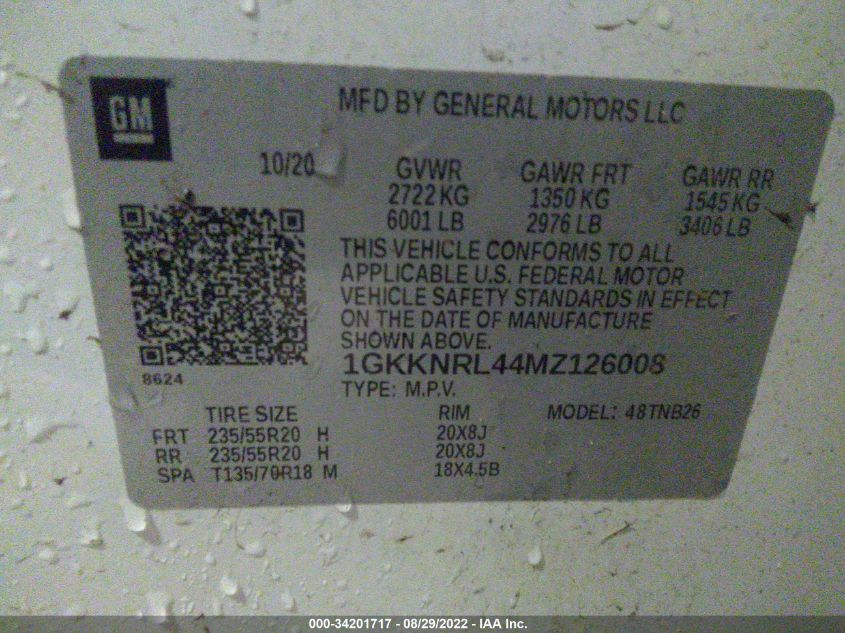 GM
MFD BY GENERAL MOTORS LLC
10/20 GVWR GAWR FRT GAWR RR
2722 KG 1350 KG 1545 KG
6001 LB 2976 LB 3406 LB
THIS VEHICLE CONFORMS TO ALL
APPLICABLE U.S. FEDERAL MOTOR
VEHICLE SAFETY STANDARDS IN EFFECT
ON THE DATE OF MANUFACTURE
SHOWN ABOVE.
1GKKNRL44MZ126008
8624
TYPE: M.P.V.
TIRE SIZE RIM MODEL: 48TNB26
FRT 235/55R20 H 20X8J
RR 235/55R20 H 20X8J
SPA T135/70R18 M 18X4.5B
000-34201717 - 08/29/2022 - IAA Inc.